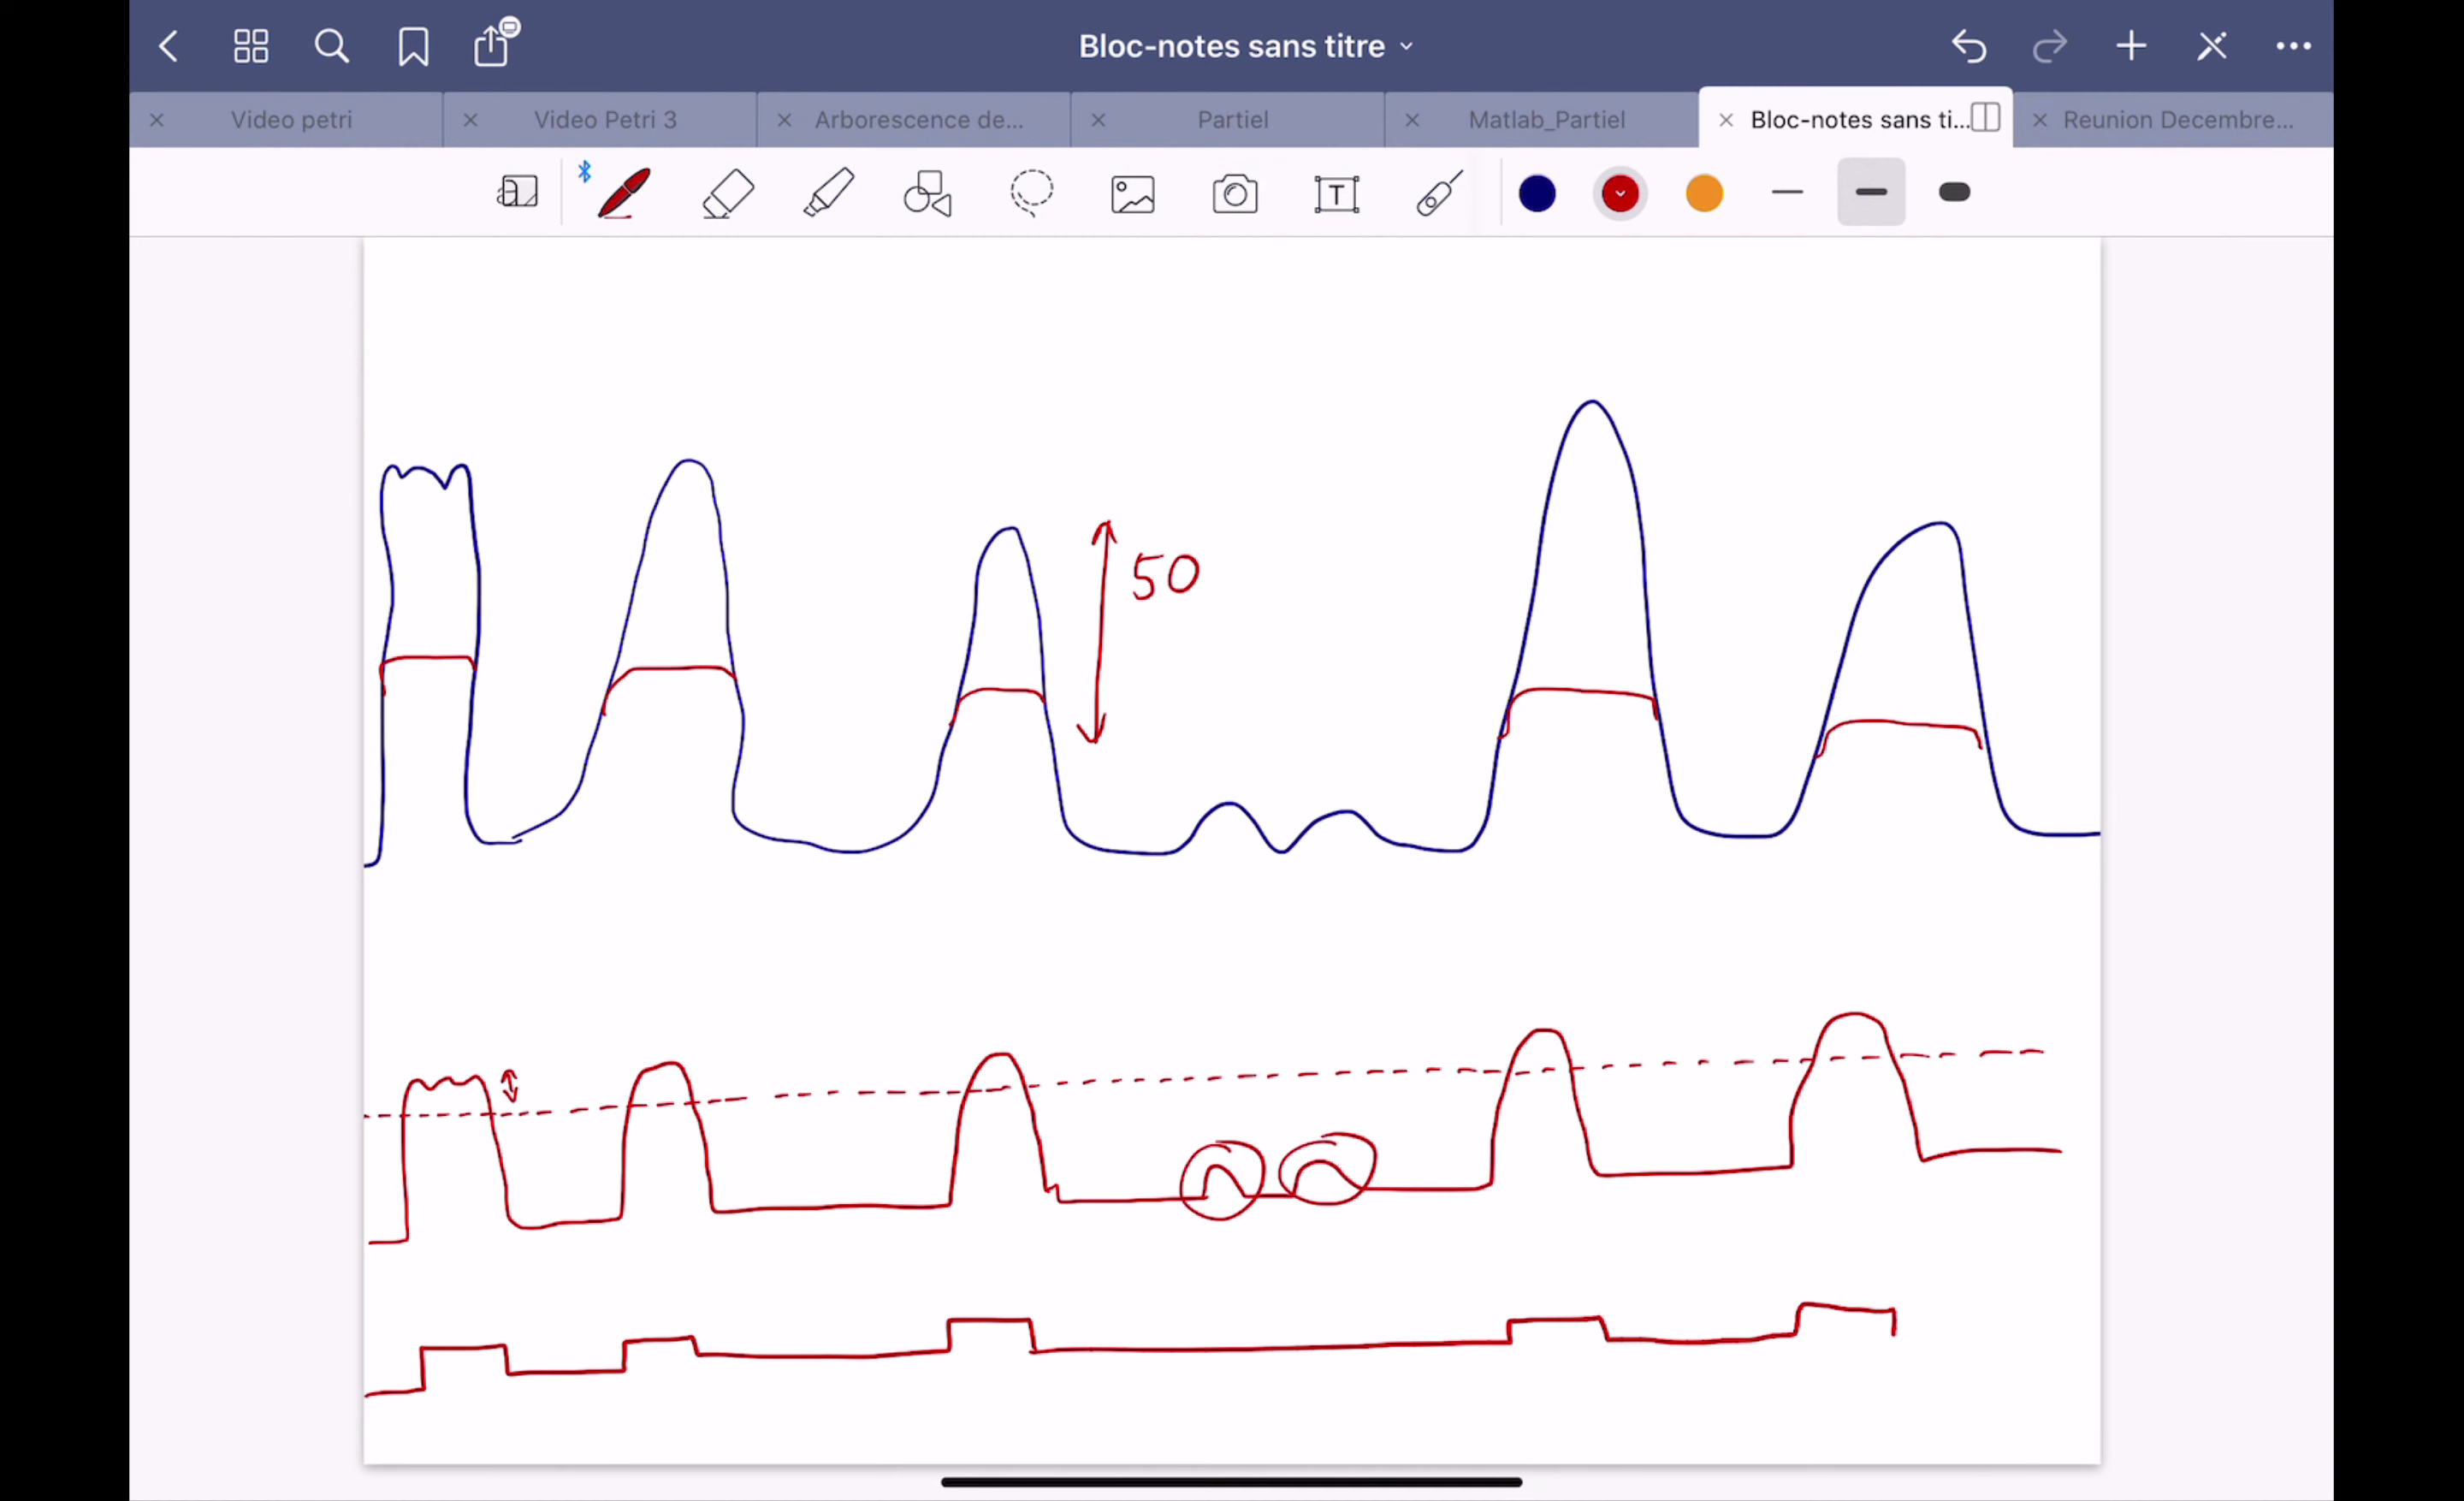 Bloc-notes sans titre
Video petri
Video Petri 3
Arborescence de...
Partiel
Matlab_Partiel
Bloc-notes sans ti...
Reunion Decembre...
a
T
50